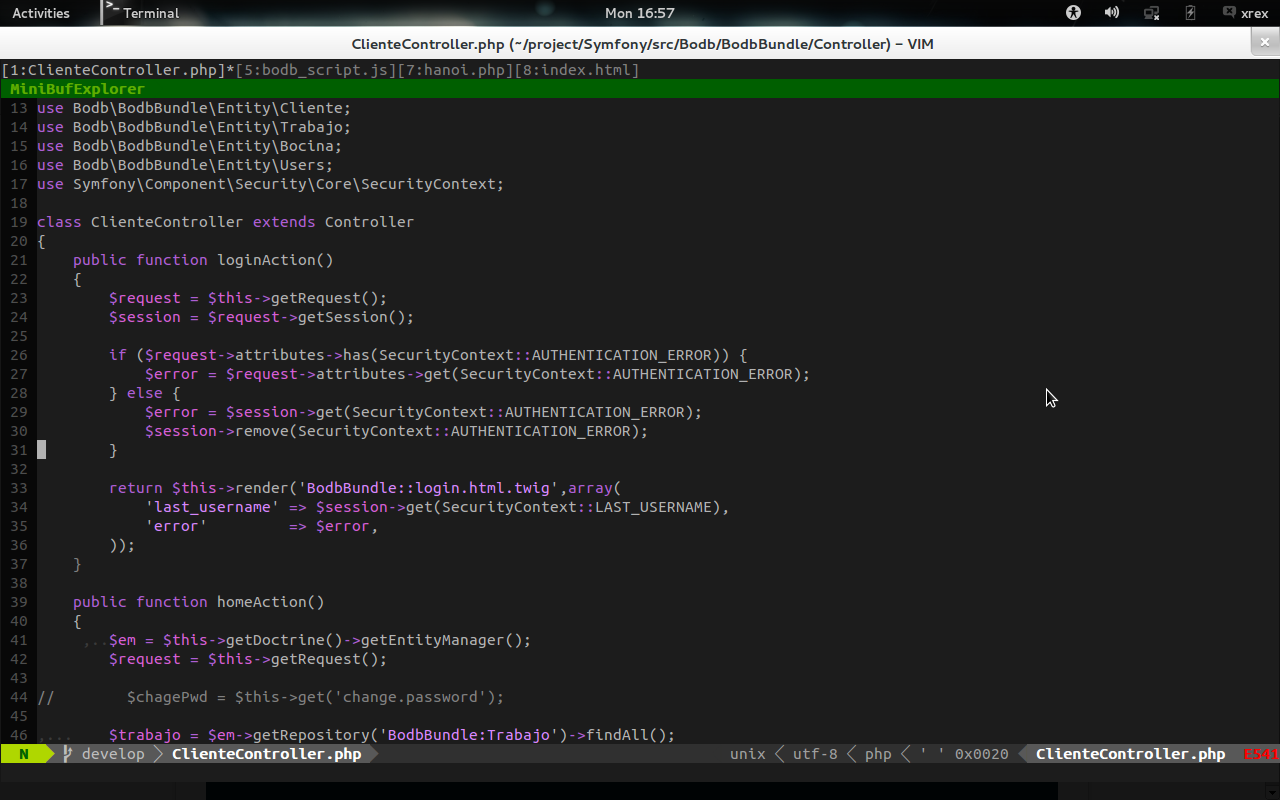 Activities Terminal Mon 16:57 xrex
ClienteController.php (~/project/Symfony/src/Bodb/BodbBundle/Controller) – VIM
[1:ClienteController.php]*[5:bodb_script.js][7:hanoi.php][8:index.html]
MiniBufExplorer
13 use Bodb\BodbBundle\Entity\Cliente;
14 use Bodb\BodbBundle\Entity\Trabajo;
15 use Bodb\BodbBundle\Entity\Bocina;
16 use Bodb\BodbBundle\Entity\Users;
17 use Symfony\Component\Security\Core\SecurityContext;
18
19 class ClienteController extends Controller
20 {
21     public function loginAction()
22     {
23         $request = $this->getRequest();
24         $session = $request->getSession();
25
26         if ($request->attributes->has(SecurityContext::AUTHENTICATION_ERROR)) {
27             $error = $request->attributes->get(SecurityContext::AUTHENTICATION_ERROR);
28         } else {
29             $error = $session->get(SecurityContext::AUTHENTICATION_ERROR);
30             $session->remove(SecurityContext::AUTHENTICATION_ERROR);
31         }
32
33         return $this->render('BodbBundle::login.html.twig',array(
34             'last_username' => $session->get(SecurityContext::LAST_USERNAME),
35             'error'         => $error,
36         ));
37     }
38
39     public function homeAction()
40     {
41      ,..$em = $this->getDoctrine()->getEntityManager();
42         $request = $this->getRequest();
43
44 //        $chagePwd = $this->get('change.password');
45
46 ,...    $trabajo = $em->getRepository('BodbBundle:Trabajo')->findAll();
N develop ClienteController.php unix utf-8 php ' ' 0x0020 ClienteController.php E541